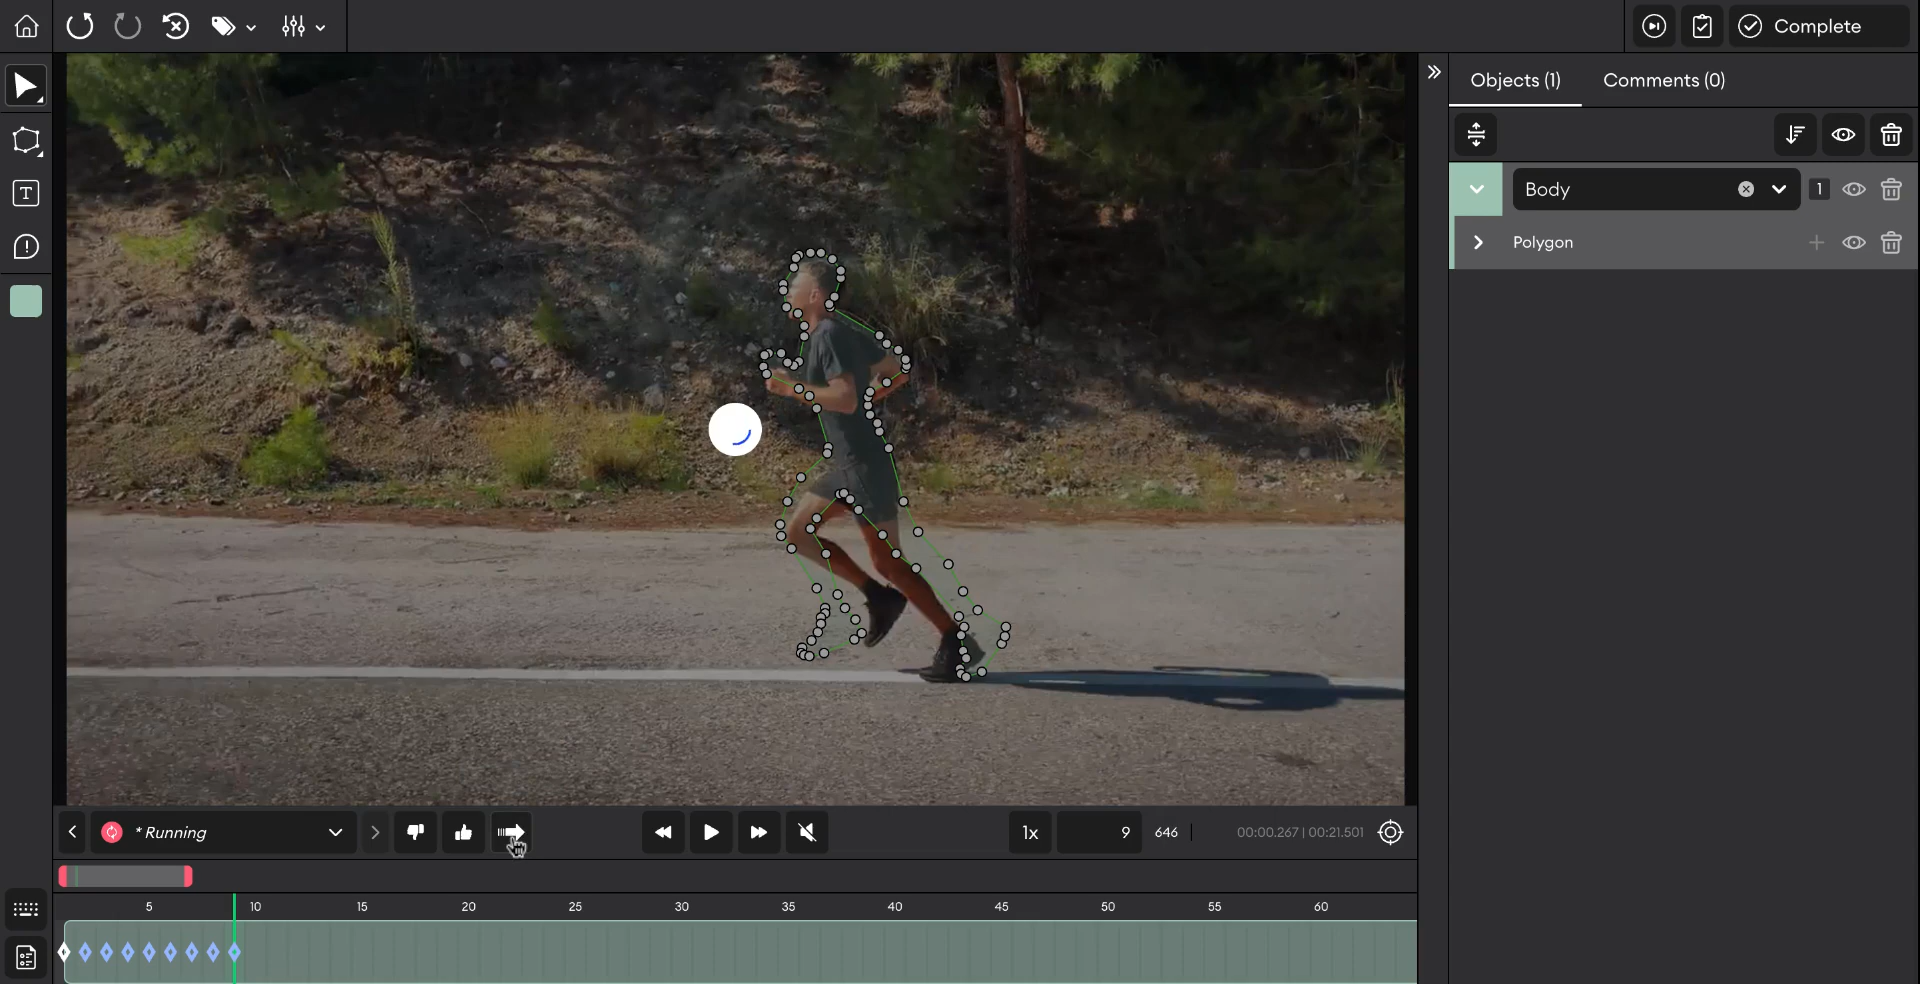 Complete
Objects (1)
Comments (0)
T
Body
1
Polygon
* Running
1x
9
646
00:00.267 | 00:21.501
5
10
15
20
25
30
35
40
45
50
55
60